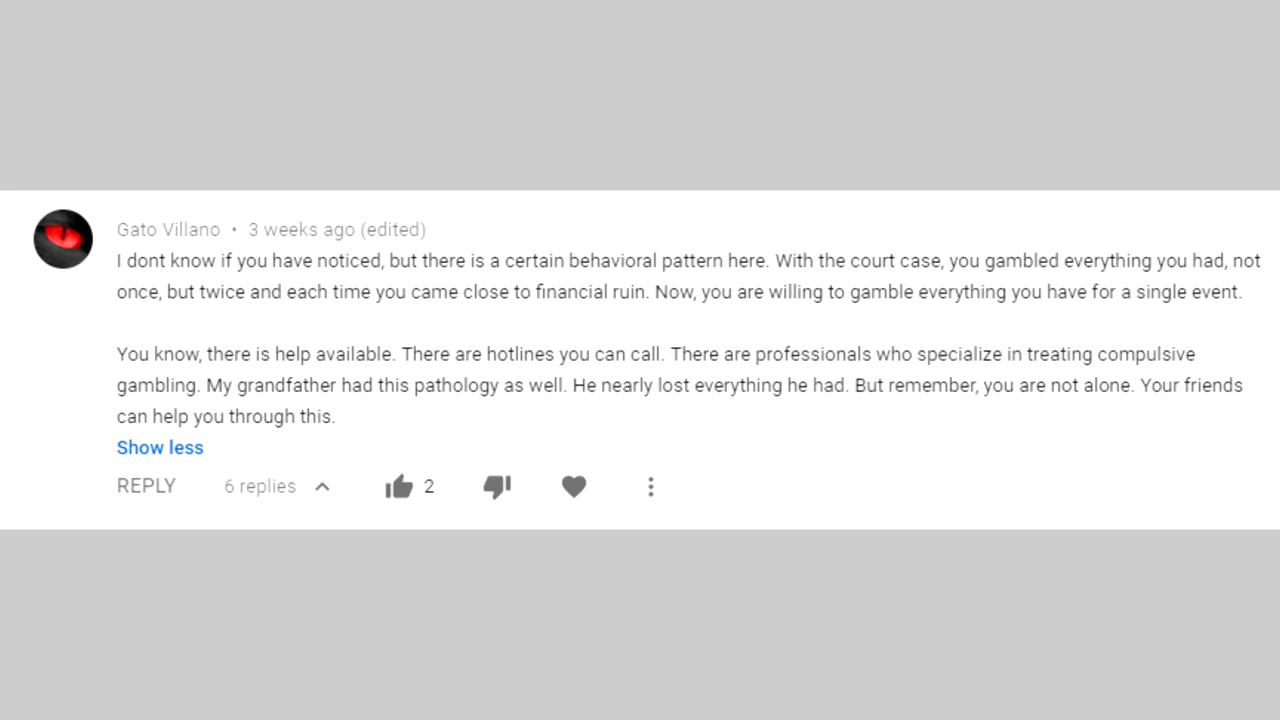 Gato Villano • 3 weeks ago (edited)
I dont know if you have noticed, but there is a certain behavioral pattern here. With the court case, you gambled everything you had, not
once, but twice and each time you came close to financial ruin. Now, you are willing to gamble everything you have for a single event.
You know, there is help available. There are hotlines you can call. There are professionals who specialize in treating compulsive
gambling. My grandfather had this pathology as well. He nearly lost everything he had. But remember, you are not alone. Your friends
can help you through this.
Show less
REPLY 6 replies 2